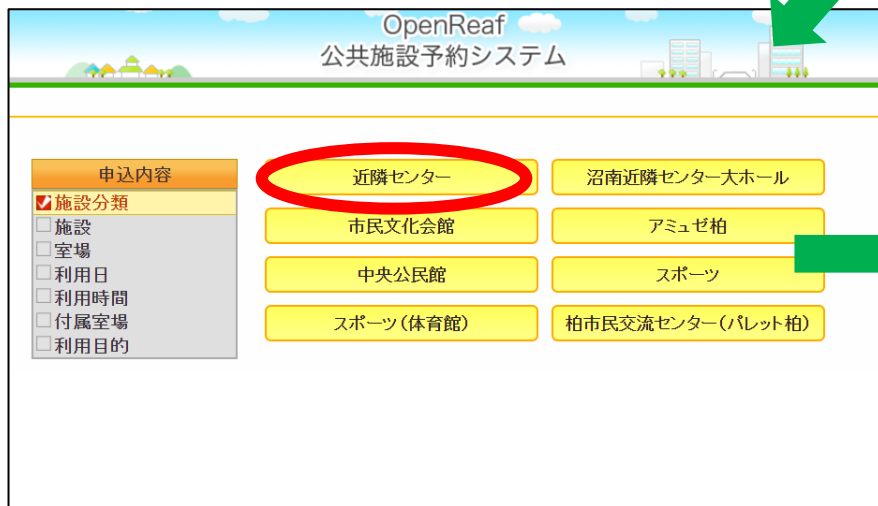 OpenReaf
公共施設予約システム
申込内容
施設分類
施設
室場
利用日
利用時間
付属室場
利用目的
近隣センター
沼南近隣センター大ホール
市民文化会館
アミュゼ柏
中央公民館
スポーツ
スポーツ(体育館)
柏市民交流センター(パレット柏)